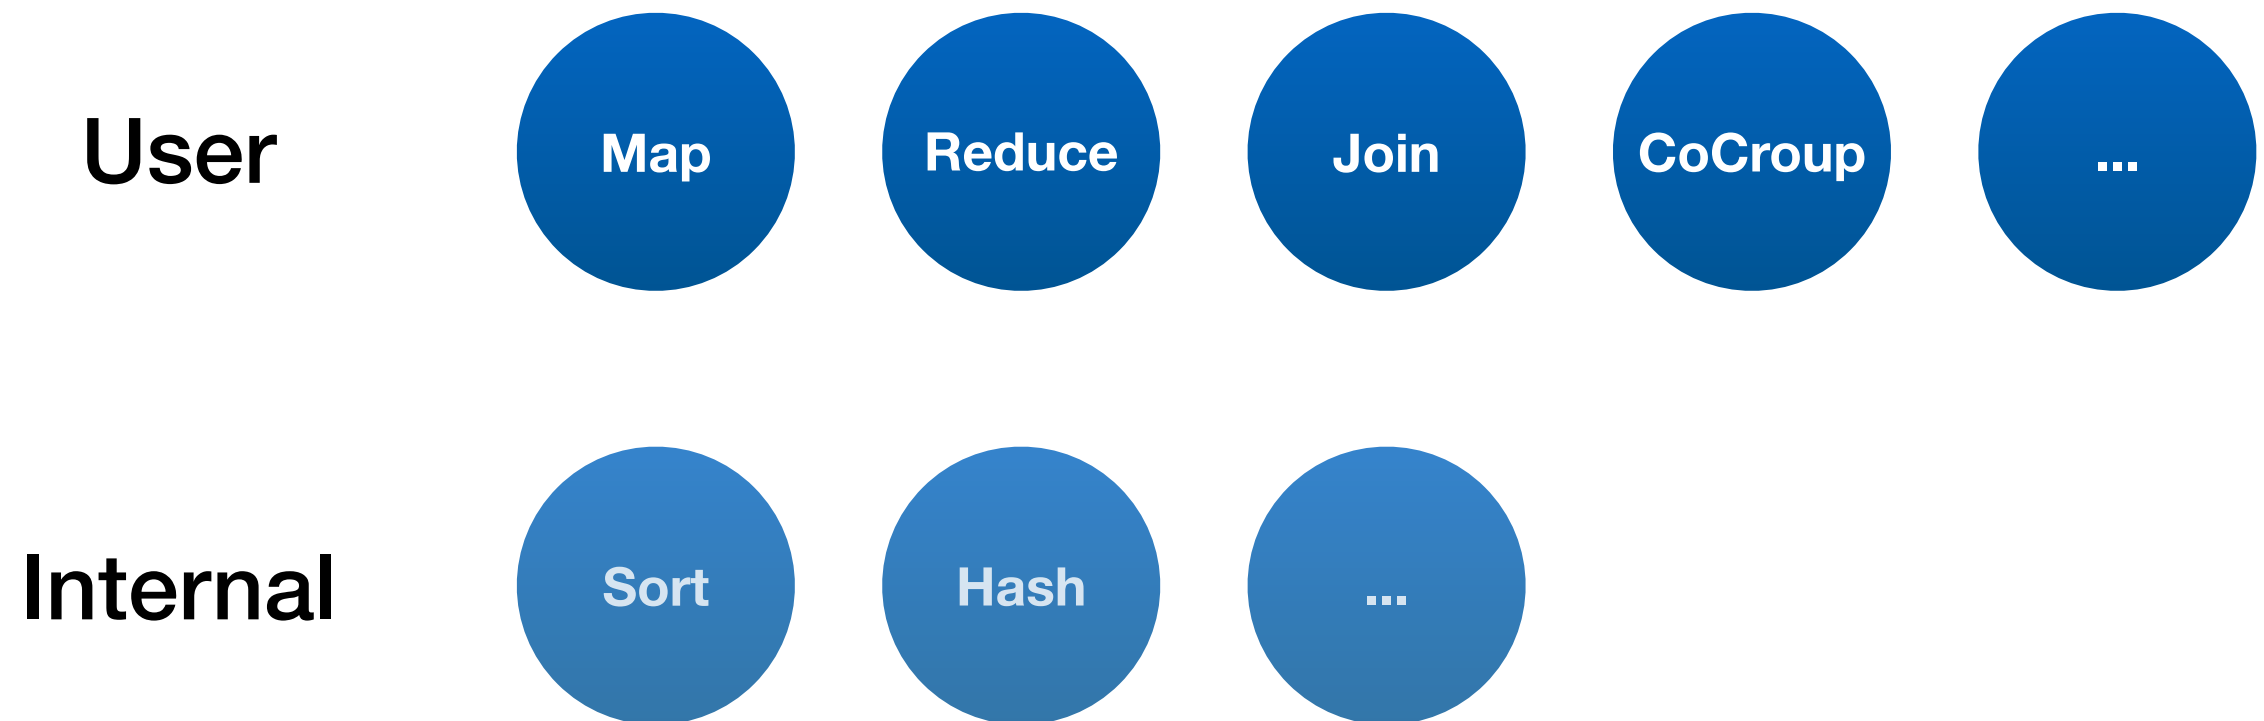 User
Map
Reduce
Join
CoCroup
...
Internal
Sort
Hash
...